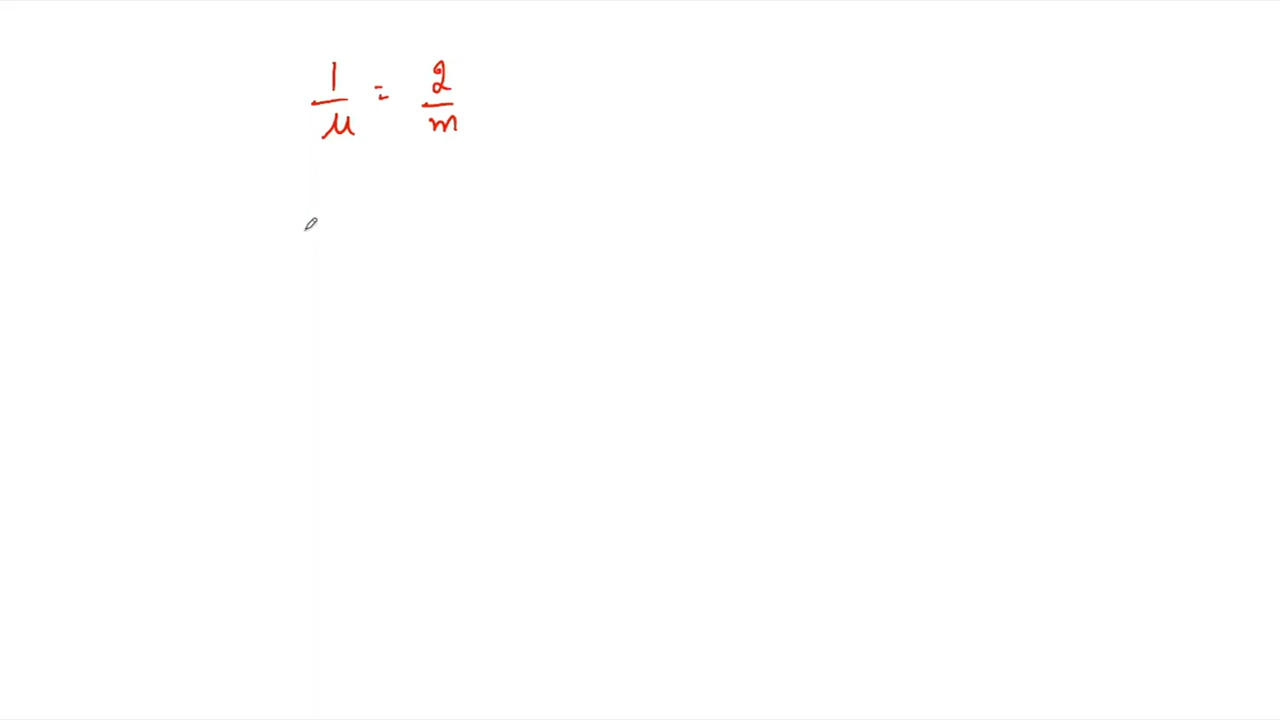 1/μ = 2/m